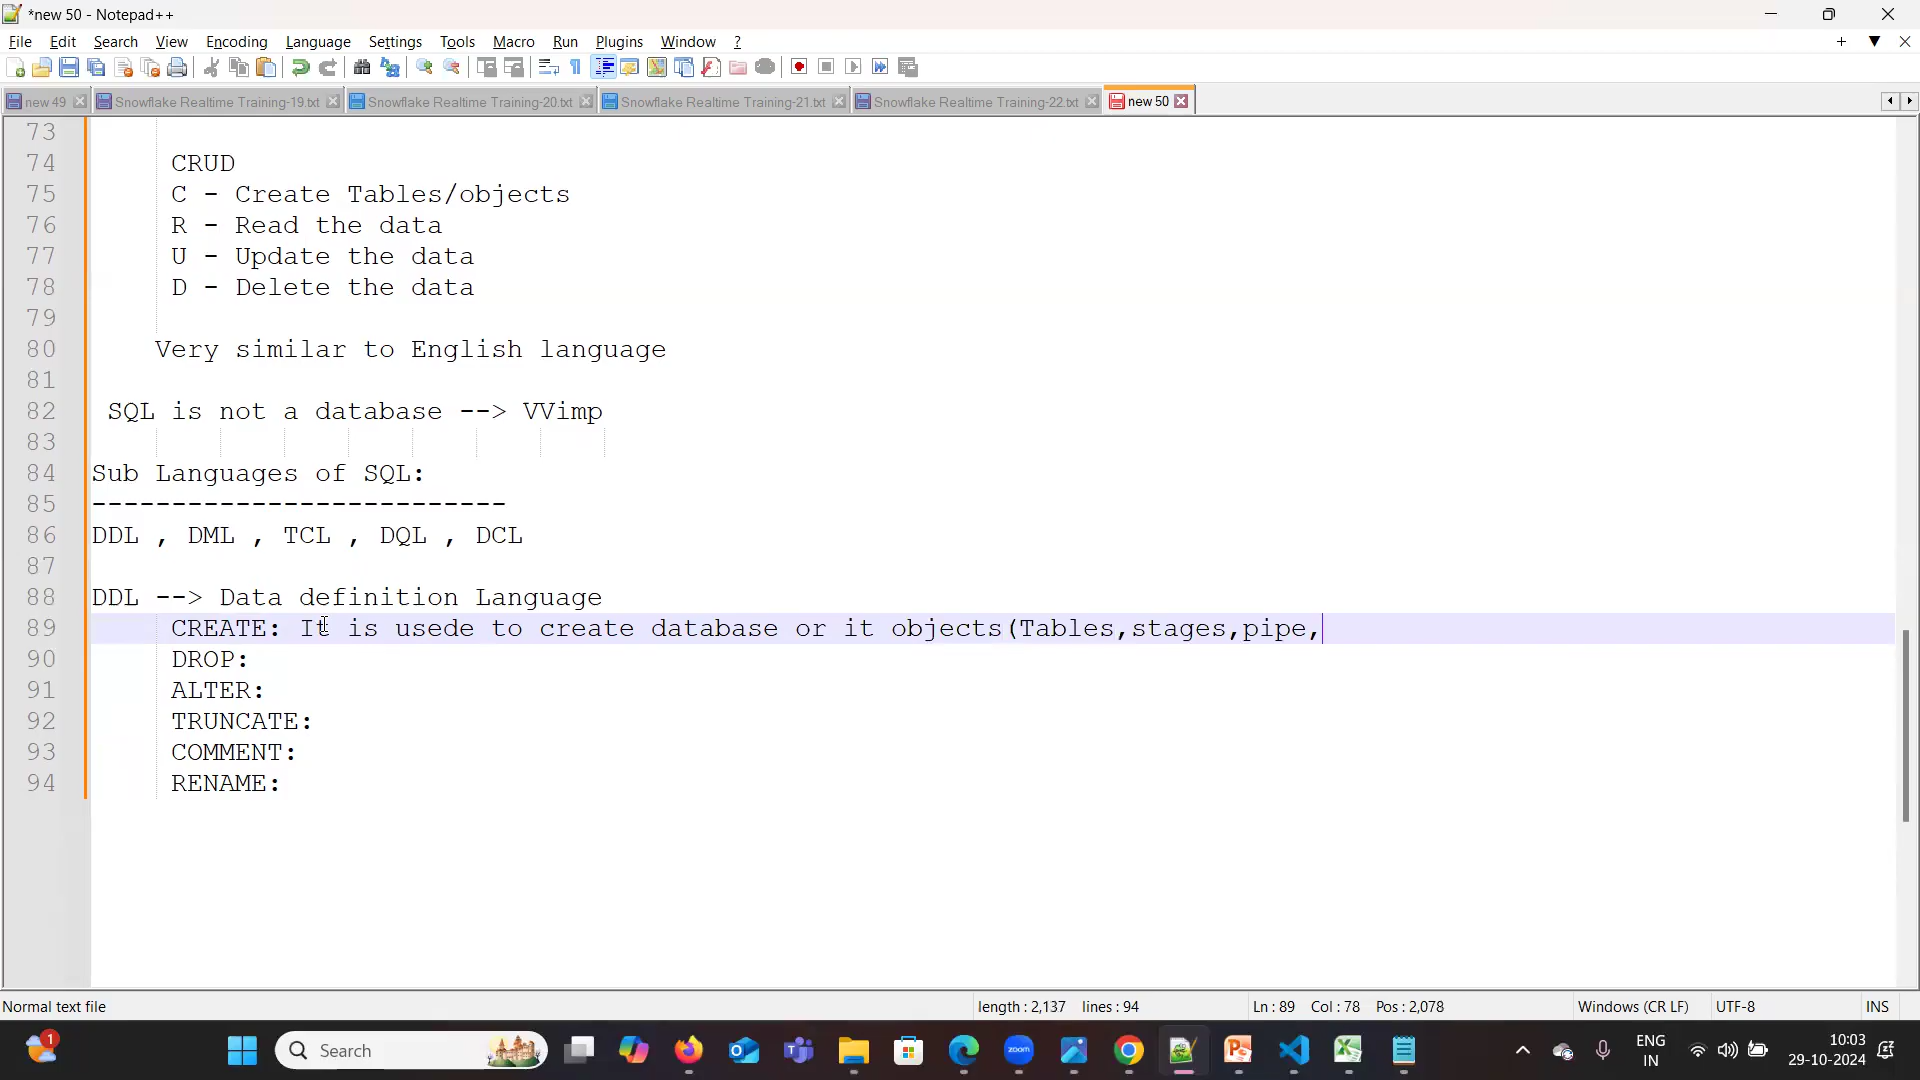 *new 50 - Notepad++
File Edit Search View Encoding Language Settings Tools Macro Run Plugins Window ?
new 49 Snowflake Realtime Training-19.txt Snowflake Realtime Training-20.txt Snowflake Realtime Training-21.txt Snowflake Realtime Training-22.txt new 50
73
74 CRUD
75 C - Create Tables/objects
76 R - Read the data
77 U - Update the data
78 D - Delete the data
79
80 Very similar to English language
81
82 SQL is not a database --> VVimp
83
84 Sub Languages of SQL:
85 --------------------------
86 DDL , DML , TCL , DQL , DCL
87
88 DDL --> Data definition Language
89 CREATE: It is usede to create database or it objects(Tables,stages,pipe,
90 DROP:
91 ALTER:
92 TRUNCATE:
93 COMMENT:
94 RENAME:
Normal text file length : 2,137 lines : 94 Ln : 89 Col : 78 Pos : 2,078 Windows (CR LF) UTF-8 INS
1 Search zoom ENG IN 10:03 29-10-2024